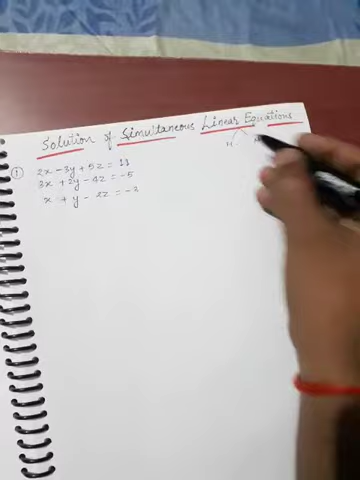 Solution of Simultaneous Linear Equations
① 2x - 3y + 5z = 11
3x + 2y - 4z = -5
x + y - 2z = -3